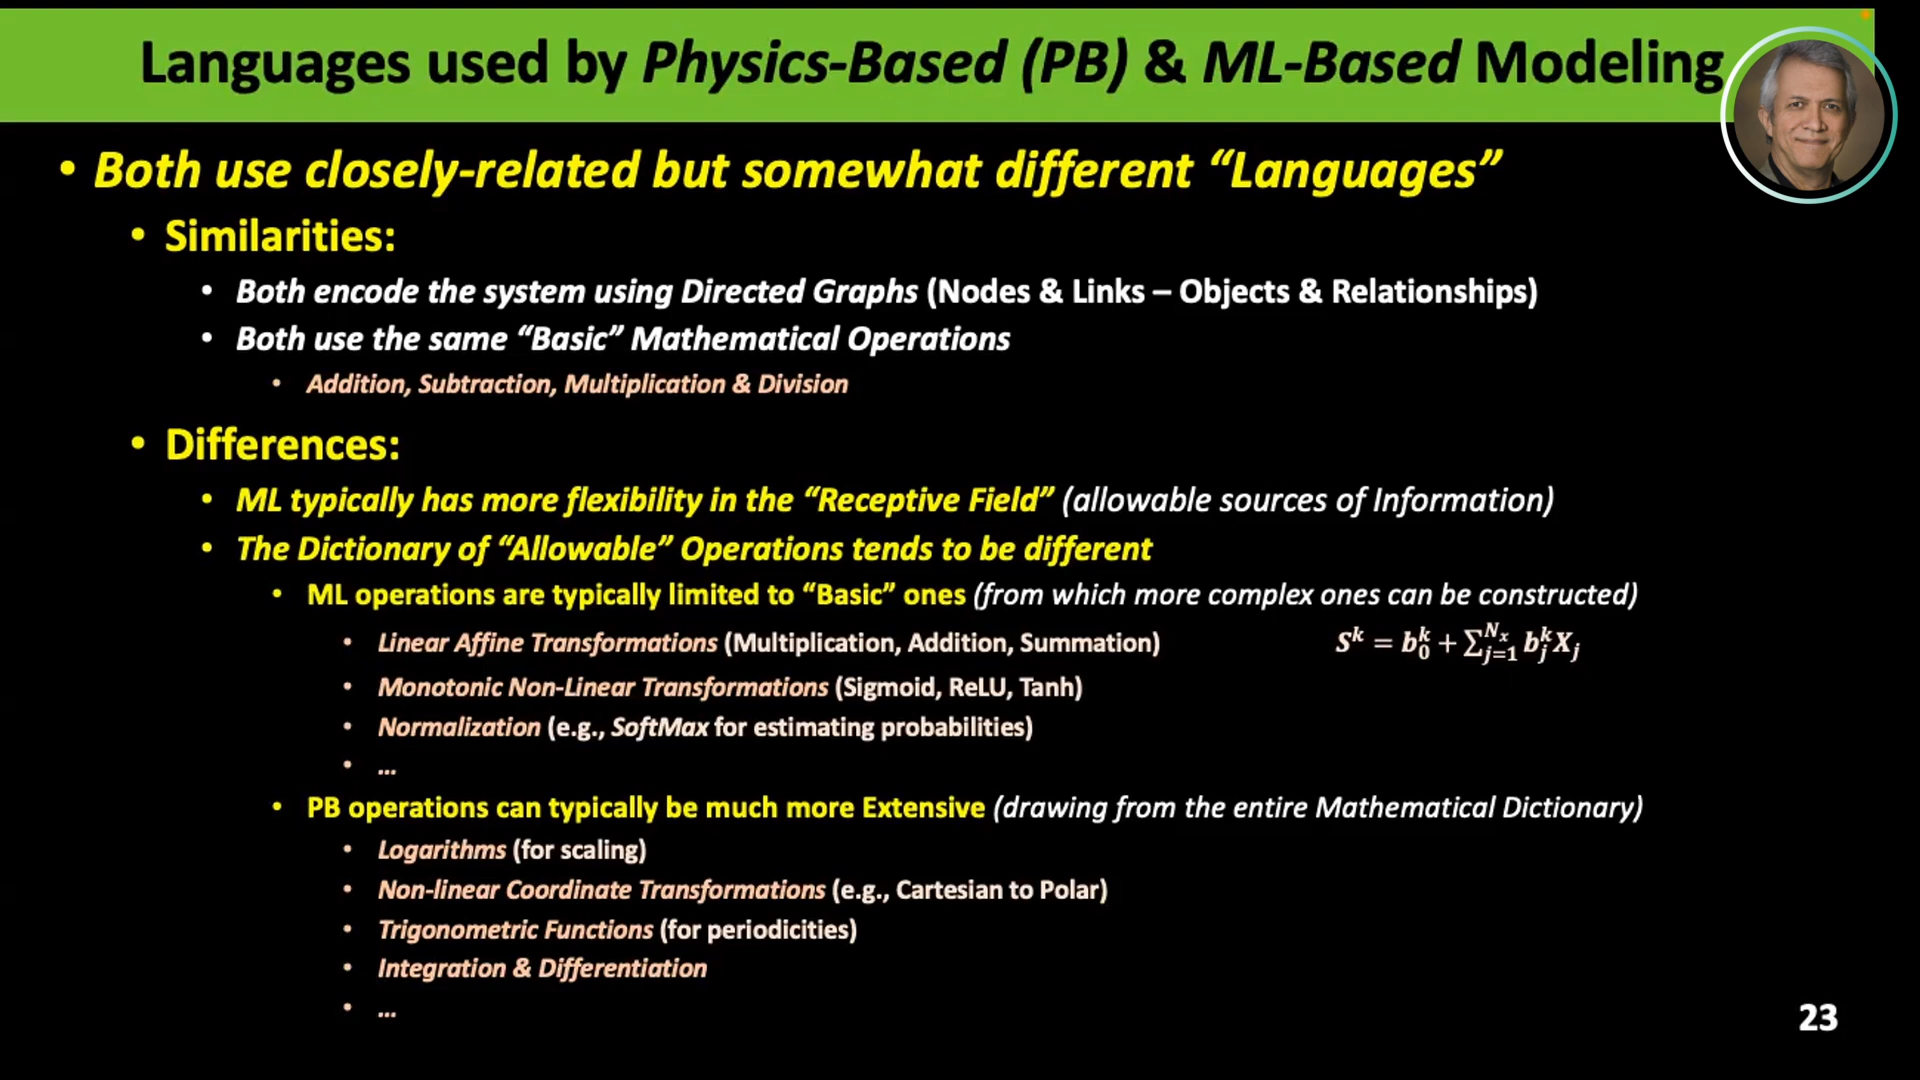 Languages used by Physics-Based (PB) & ML-Based Modeling
• Both use closely-related but somewhat different “Languages”
• Similarities:
• Both encode the system using Directed Graphs (Nodes & Links – Objects & Relationships)
• Both use the same “Basic” Mathematical Operations
• Addition, Subtraction, Multiplication & Division
• Differences:
• ML typically has more flexibility in the “Receptive Field” (allowable sources of Information)
• The Dictionary of “Allowable” Operations tends to be different
• ML operations are typically limited to “Basic” ones (from which more complex ones can be constructed)
• Linear Affine Transformations (Multiplication, Addition, Summation) $S^k = b_0^k + \sum_{j=1}^{N_x} b_j^k X_j$
• Monotonic Non-Linear Transformations (Sigmoid, ReLU, Tanh)
• Normalization (e.g., SoftMax for estimating probabilities)
• ...
• PB operations can typically be much more Extensive (drawing from the entire Mathematical Dictionary)
• Logarithms (for scaling)
• Non-linear Coordinate Transformations (e.g., Cartesian to Polar)
• Trigonometric Functions (for periodicities)
• Integration & Differentiation
• ...
23